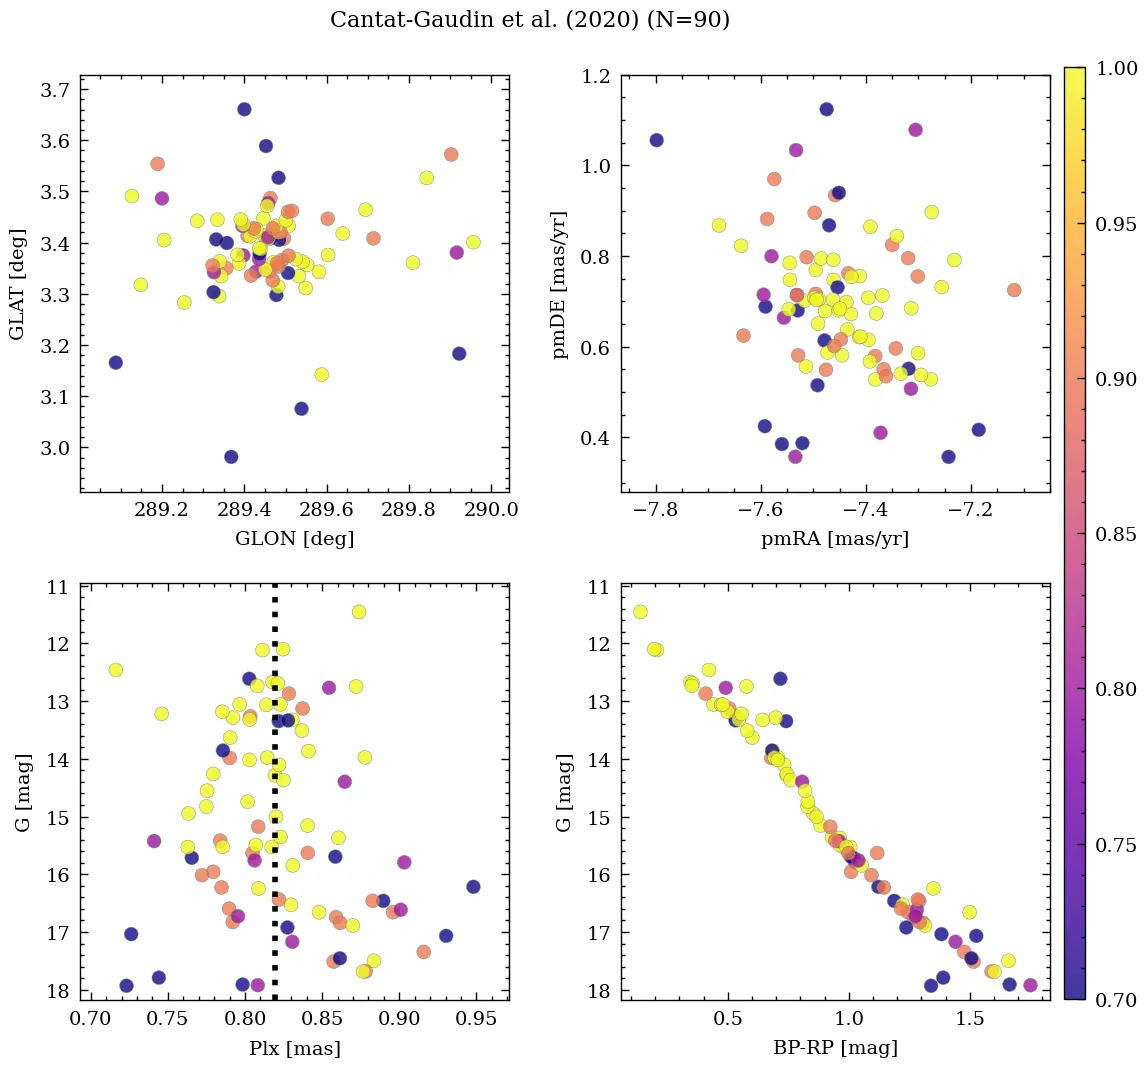 Cantat-Gaudin et al. (2020) (N=90)
3.7
3.6
3.5
3.4
3.3
3.2
3.1
3.0
GLAT [deg]
289.2 289.4 289.6 289.8 290.0
GLON [deg]
1.2
1.0
0.8
0.6
0.4
pmDE [mas/yr]
−7.8 −7.6 −7.4 −7.2
pmRA [mas/yr]
11
12
13
14
15
16
17
18
G [mag]
0.70 0.75 0.80 0.85 0.90 0.95
Plx [mas]
11
12
13
14
15
16
17
18
G [mag]
0.5 1.0 1.5
BP-RP [mag]
1.00
0.95
0.90
0.85
0.80
0.75
0.70